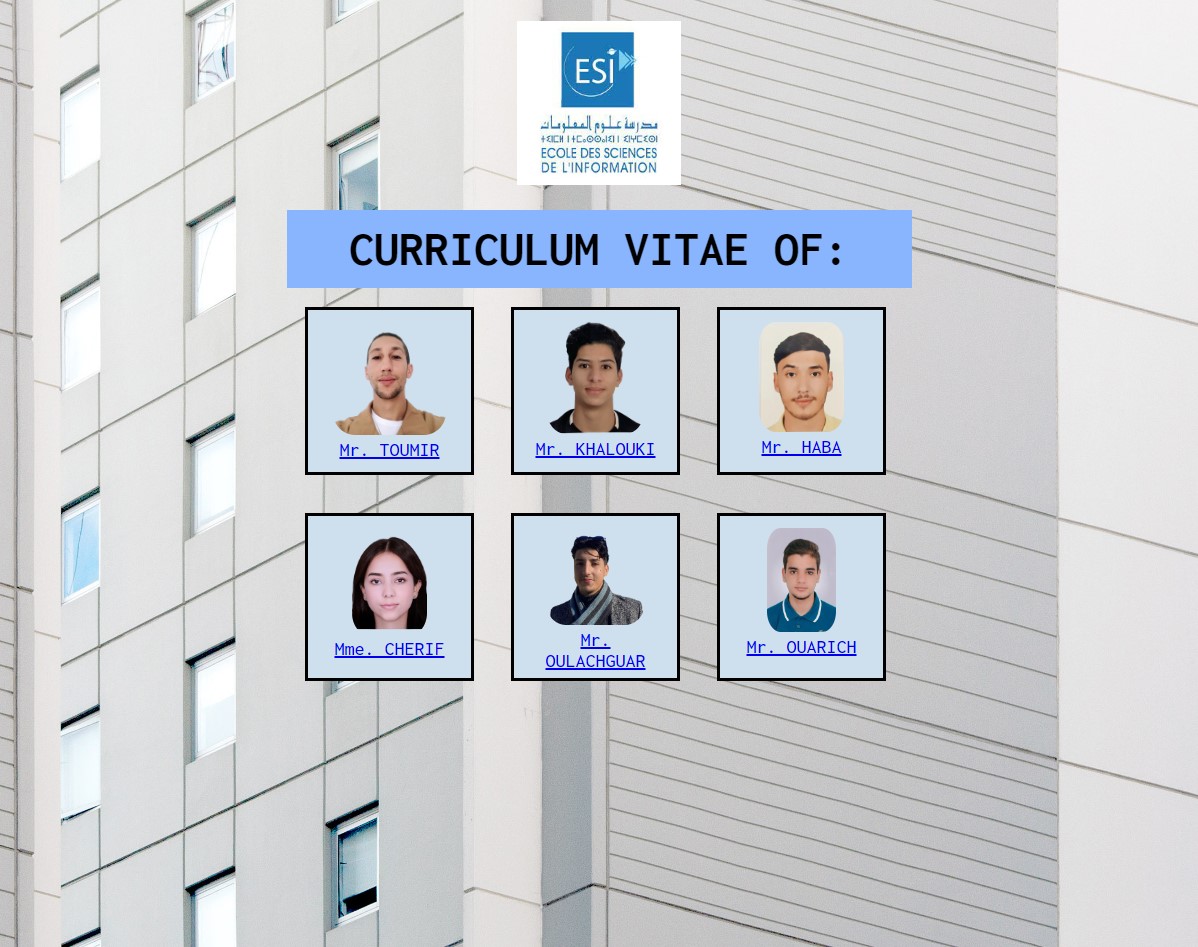 ESI
مدرسة علوم المعلومات
ECOLE DES SCIENCES
DE L'INFORMATION
CURRICULUM VITAE OF:
Mr. TOUMIR
Mr. KHALOUKI
Mr. HABA
Mme. CHERIF
Mr.
OULACHGUAR
Mr. OUARICH